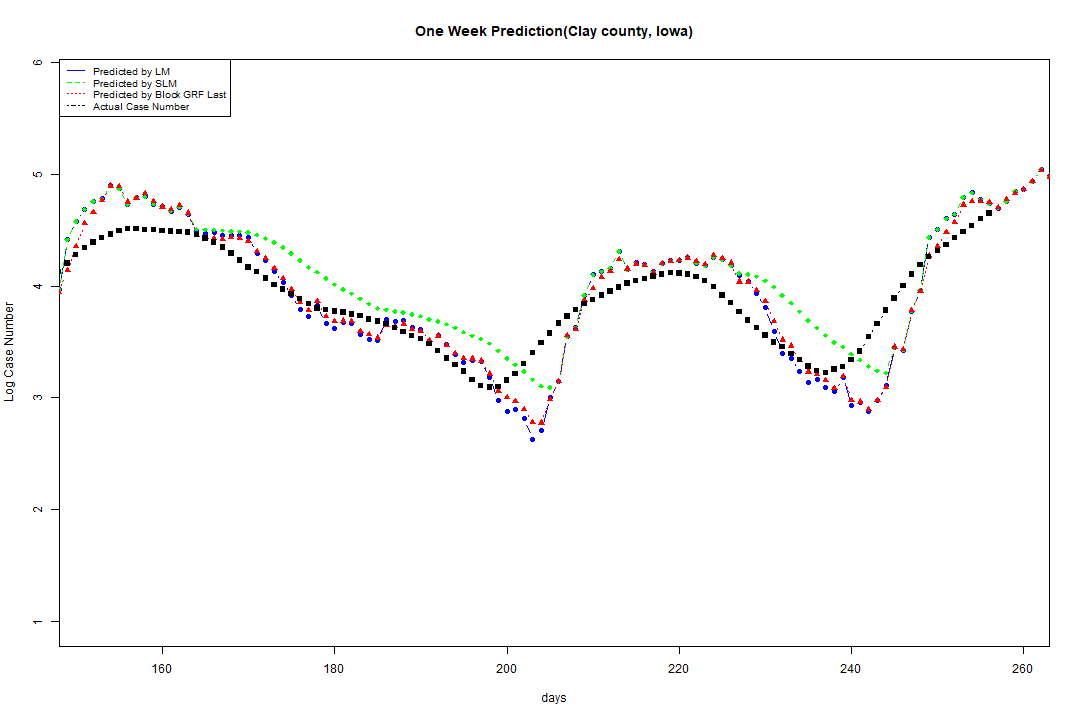 One Week Prediction(Clay county, Iowa)
Predicted by LM
Predicted by SLM
Predicted by Block GRF Last
Actual Case Number
6
5
4
3
2
1
Log Case Number
160 180 200 220 240 260
days